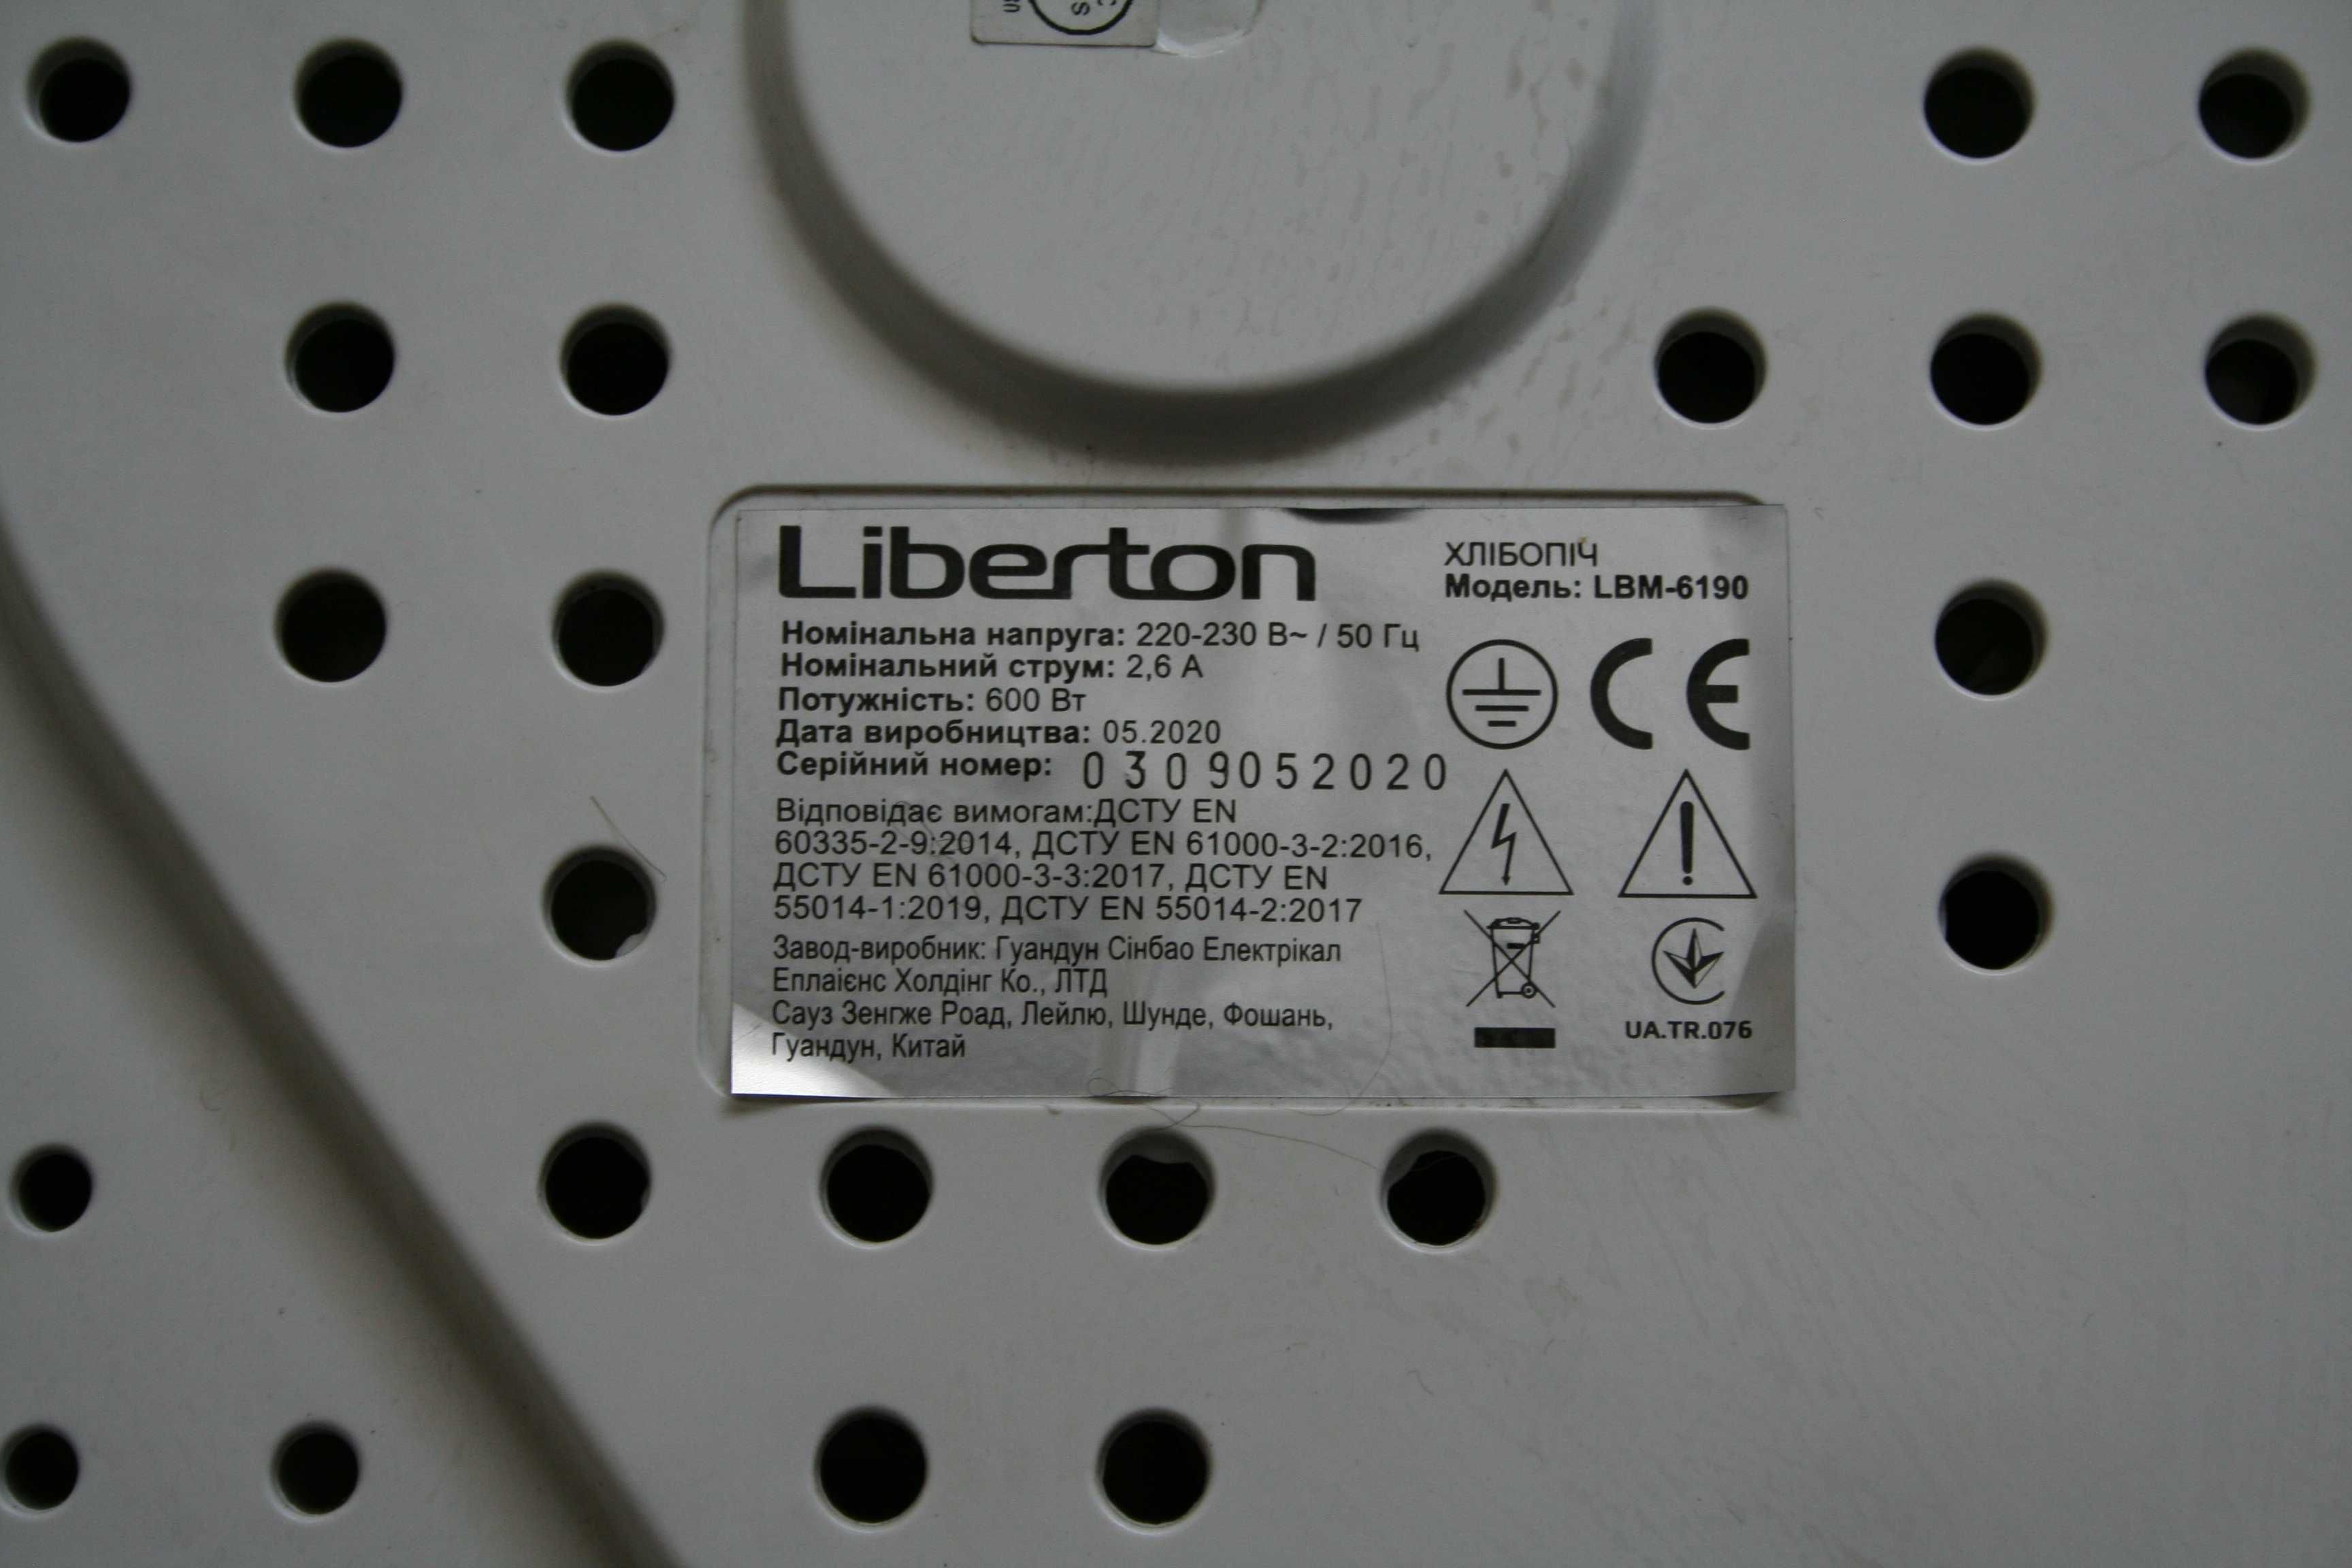 Liberton
ХЛІБОПІЧ
Модель: LBM-6190
Номінальна напруга: 220-230 В~ / 50 Гц
Номінальний струм: 2,6 А
Потужність: 600 Вт
Дата виробництва: 05.2020
Серійний номер: 0309052020
Відповідає вимогам:ДСТУ EN
60335-2-9:2014, ДСТУ EN 61000-3-2:2016,
ДСТУ EN 61000-3-3:2017, ДСТУ EN
55014-1:2019, ДСТУ EN 55014-2:2017
Завод-виробник: Гуандун Сінбао Електрікал
Еплаієнс Холдінг Ко., ЛТД
Сауз Зенгже Роад, Лейлю, Шунде, Фошань,
Гуандун, Китай
CE
UA.TR.076